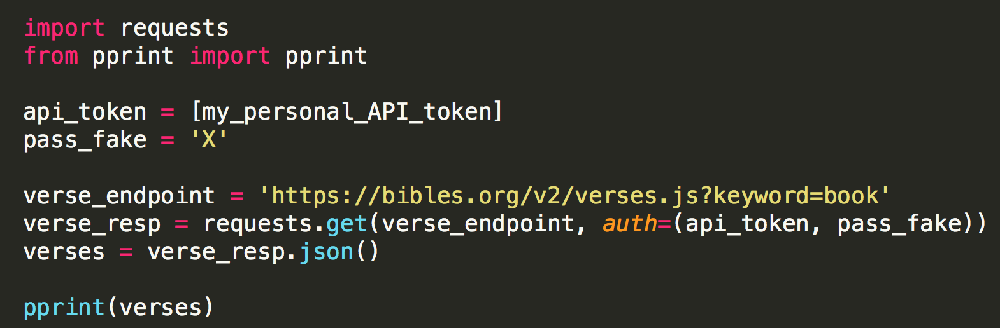 import requests
from pprint import pprint
api_token = [my_personal_API_token]
pass_fake = 'X'
verse_endpoint = 'https://bibles.org/v2/verses.js?keyword=book'
verse_resp = requests.get(verse_endpoint, auth=(api_token, pass_fake))
verses = verse_resp.json()
pprint(verses)